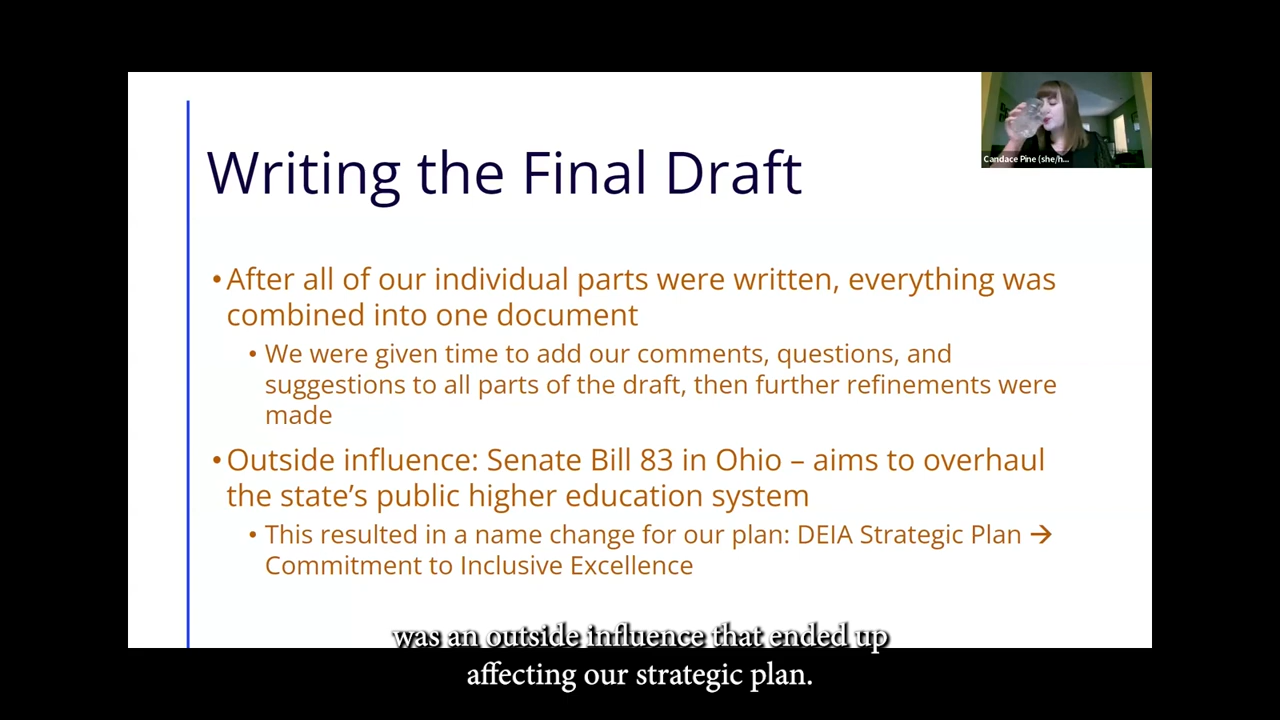 Candace Pine (she/h...
Writing the Final Draft
• After all of our individual parts were written, everything was
combined into one document
• We were given time to add our comments, questions, and
suggestions to all parts of the draft, then further refinements were
made
• Outside influence: Senate Bill 83 in Ohio – aims to overhaul
the state’s public higher education system
• This resulted in a name change for our plan: DEIA Strategic Plan →
Commitment to Inclusive Excellence
was an outside influence that ended up
affecting our strategic plan.